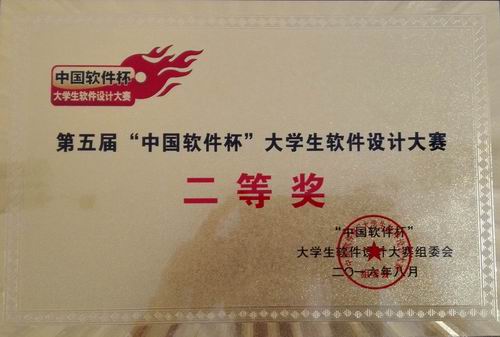 中国软件杯
大学生软件设计大赛
第五届“中国软件杯”大学生软件设计大赛
二等奖
“中国软件杯”
大学生软件设计大赛组委会
二〇一六年八月